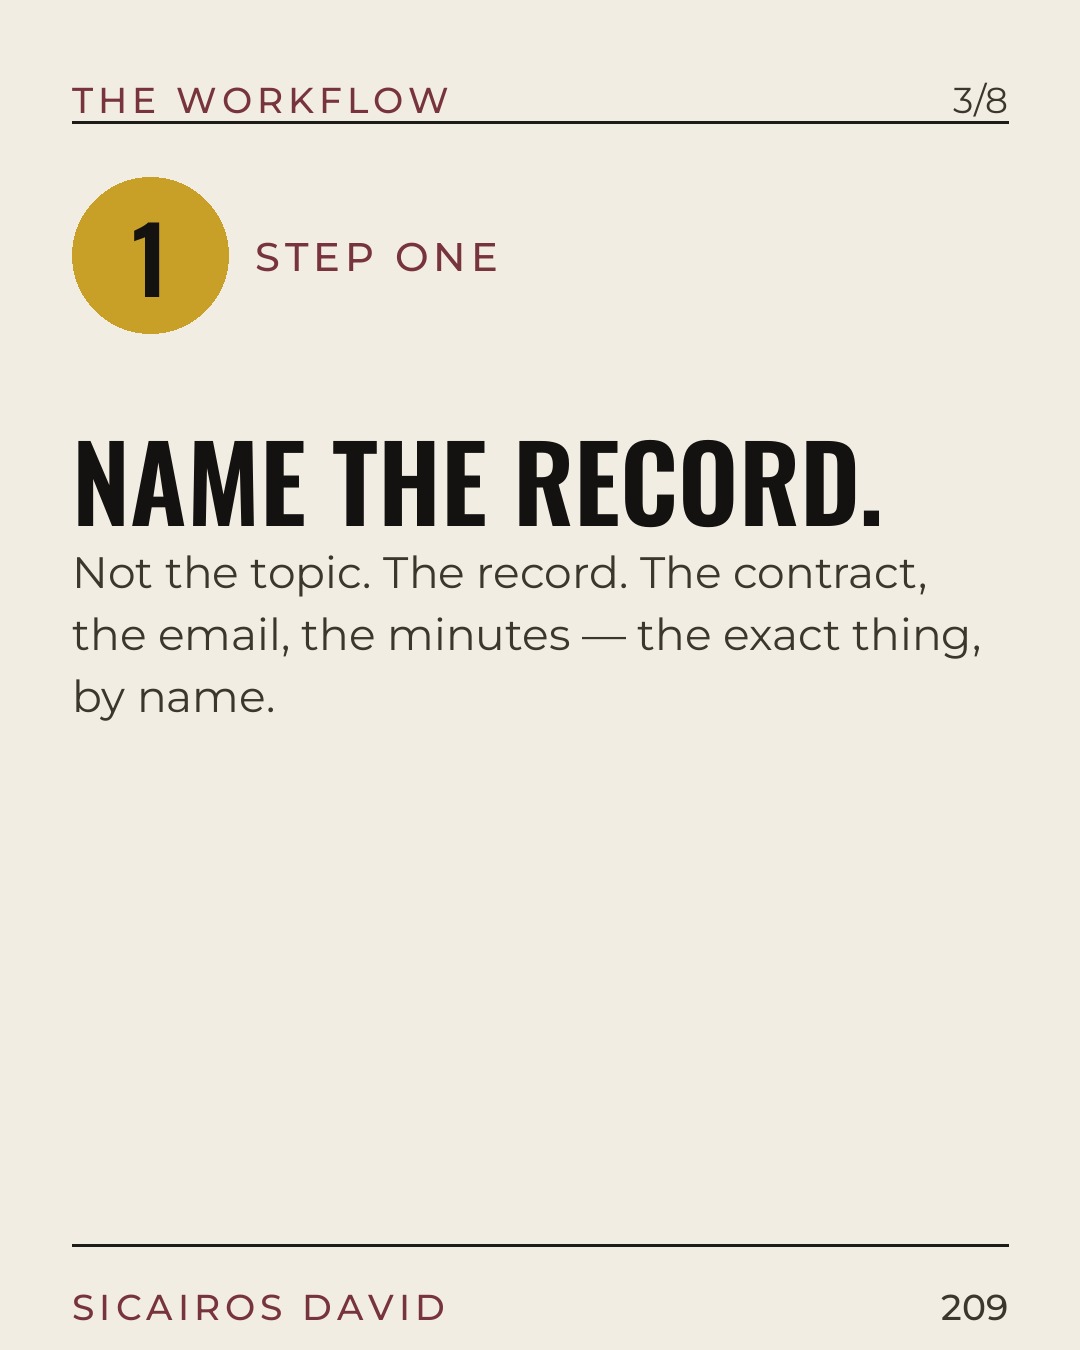 THE WORKFLOW 3/8
1 STEP ONE
NAME THE RECORD.
Not the topic. The record. The contract,
the email, the minutes — the exact thing,
by name.
SICAIROS DAVID 209